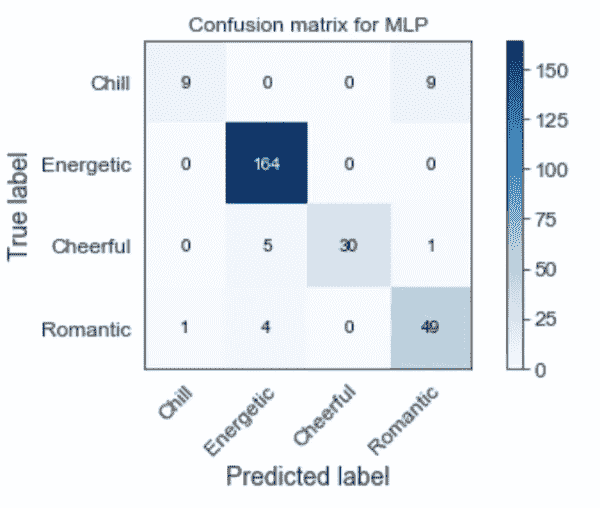 Confusion matrix for MLP
Chill 9 0 0 9
Energetic 0 164 0 0
Cheerful 0 5 30 1
Romantic 1 4 0 49
True label
Chill Energetic Cheerful Romantic
Predicted label
150
125
100
75
50
25
0